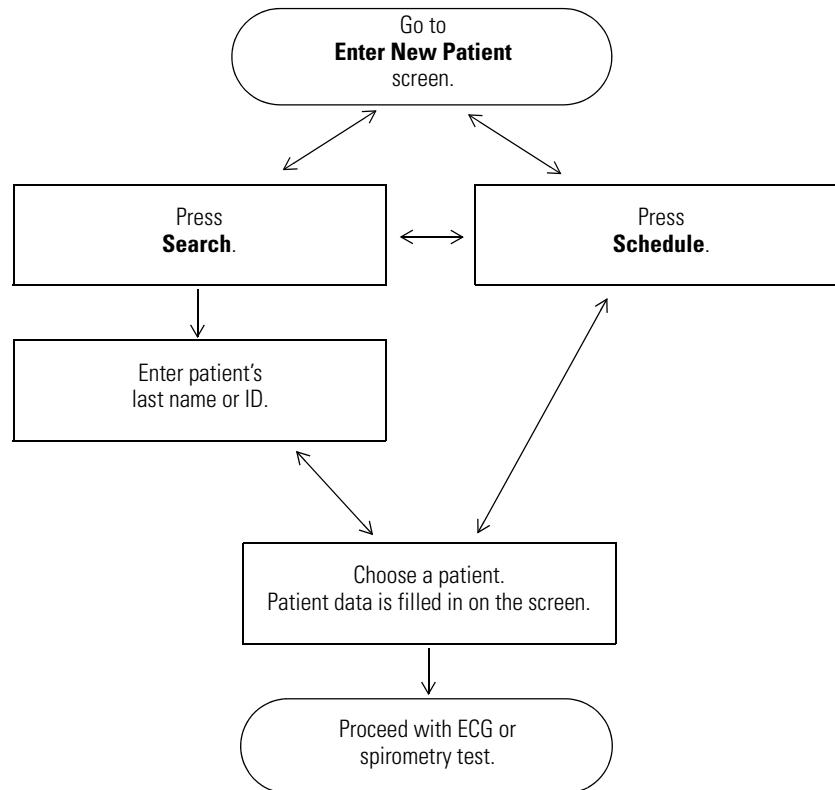 Go to
Enter New Patient
screen.
Press
Search.
Press
Schedule.
Enter patient's
last name or ID.
Choose a patient.
Patient data is filled in on the screen.
Proceed with ECG or
spirometry test.